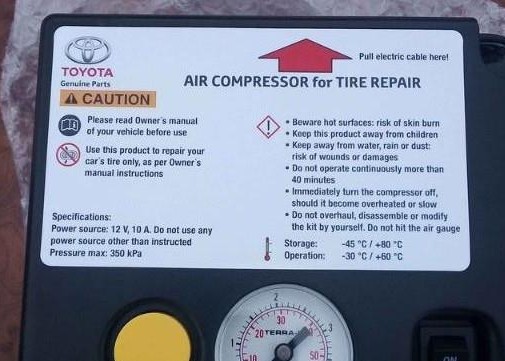 TOYOTA
Genuine Parts
Pull electric cable here!
AIR COMPRESSOR for TIRE REPAIR
CAUTION
Please read Owner's manual
of your vehicle before use
Use this product to repair your
car's tire only, as per Owner's
manual instructions
• Beware hot surfaces: risk of skin burn
• Keep this product away from children
• Keep away from water, rain or dust:
risk of wounds or damages
• Do not operate continuously more than
40 minutes
• Immediately turn the compressor off,
should it become overheated or slow
• Do not overhaul, disassemble or modify
the kit by yourself. Do not hit the air gauge
Specifications:
Power source: 12 V, 10 A. Do not use any
power source other than instructed
Pressure max: 350 kPa
Storage: -45 °C / +80 °C
Operation: -30 °C / +60 °C
2
30
1
20
3
10
50
ON